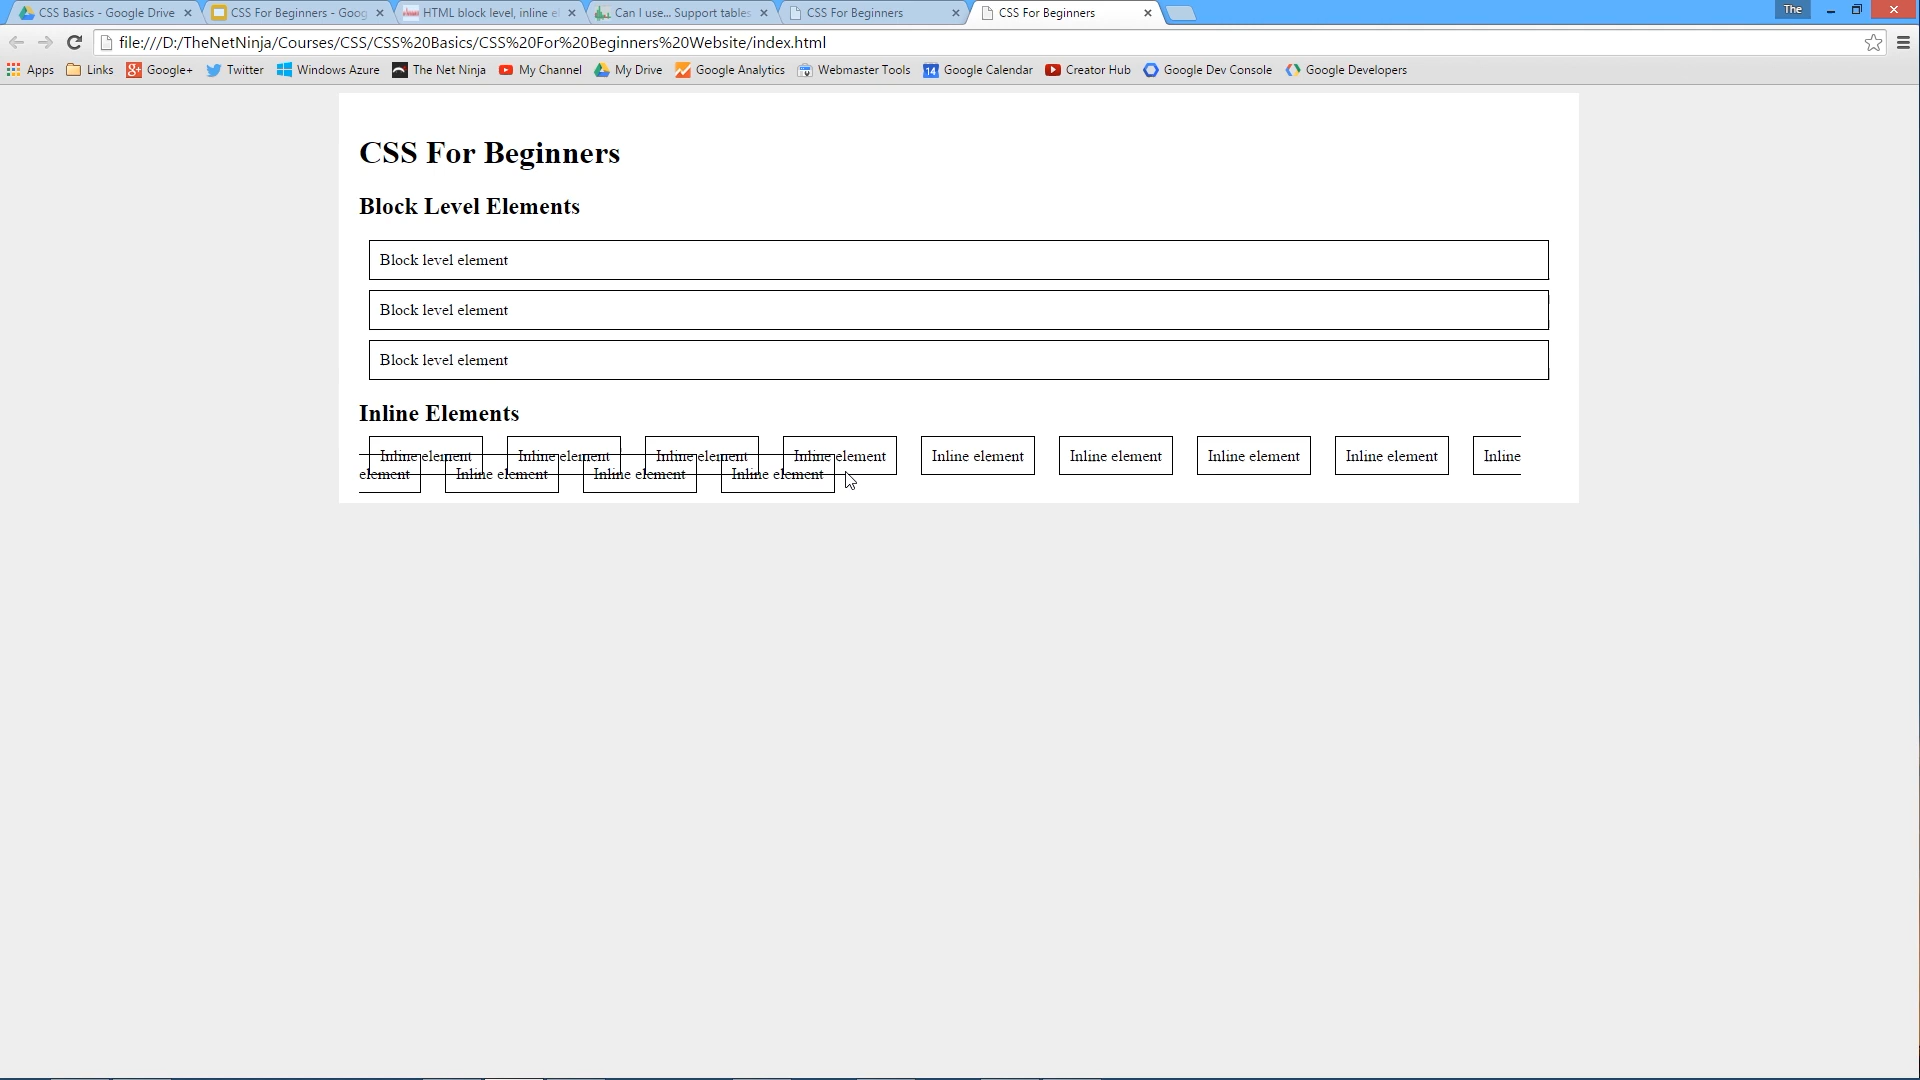 CSS Basics - Google Drive
CSS For Beginners - Goog
HTML block level, inline e
Can I use... Support tables
CSS For Beginners
CSS For Beginners
The
file:///D:/TheNetNinja/Courses/CSS/CSS%20Basics/CSS%20For%20Beginners%20Website/index.html
Apps Links Google+ Twitter Windows Azure The Net Ninja My Channel My Drive Google Analytics Webmaster Tools 14 Google Calendar Creator Hub Google Dev Console Google Developers
CSS For Beginners
Block Level Elements
Block level element
Block level element
Block level element
Inline Elements
Inline element Inline element Inline element Inline element Inline element Inline element Inline element Inline element Inline
element Inline element Inline element Inline element